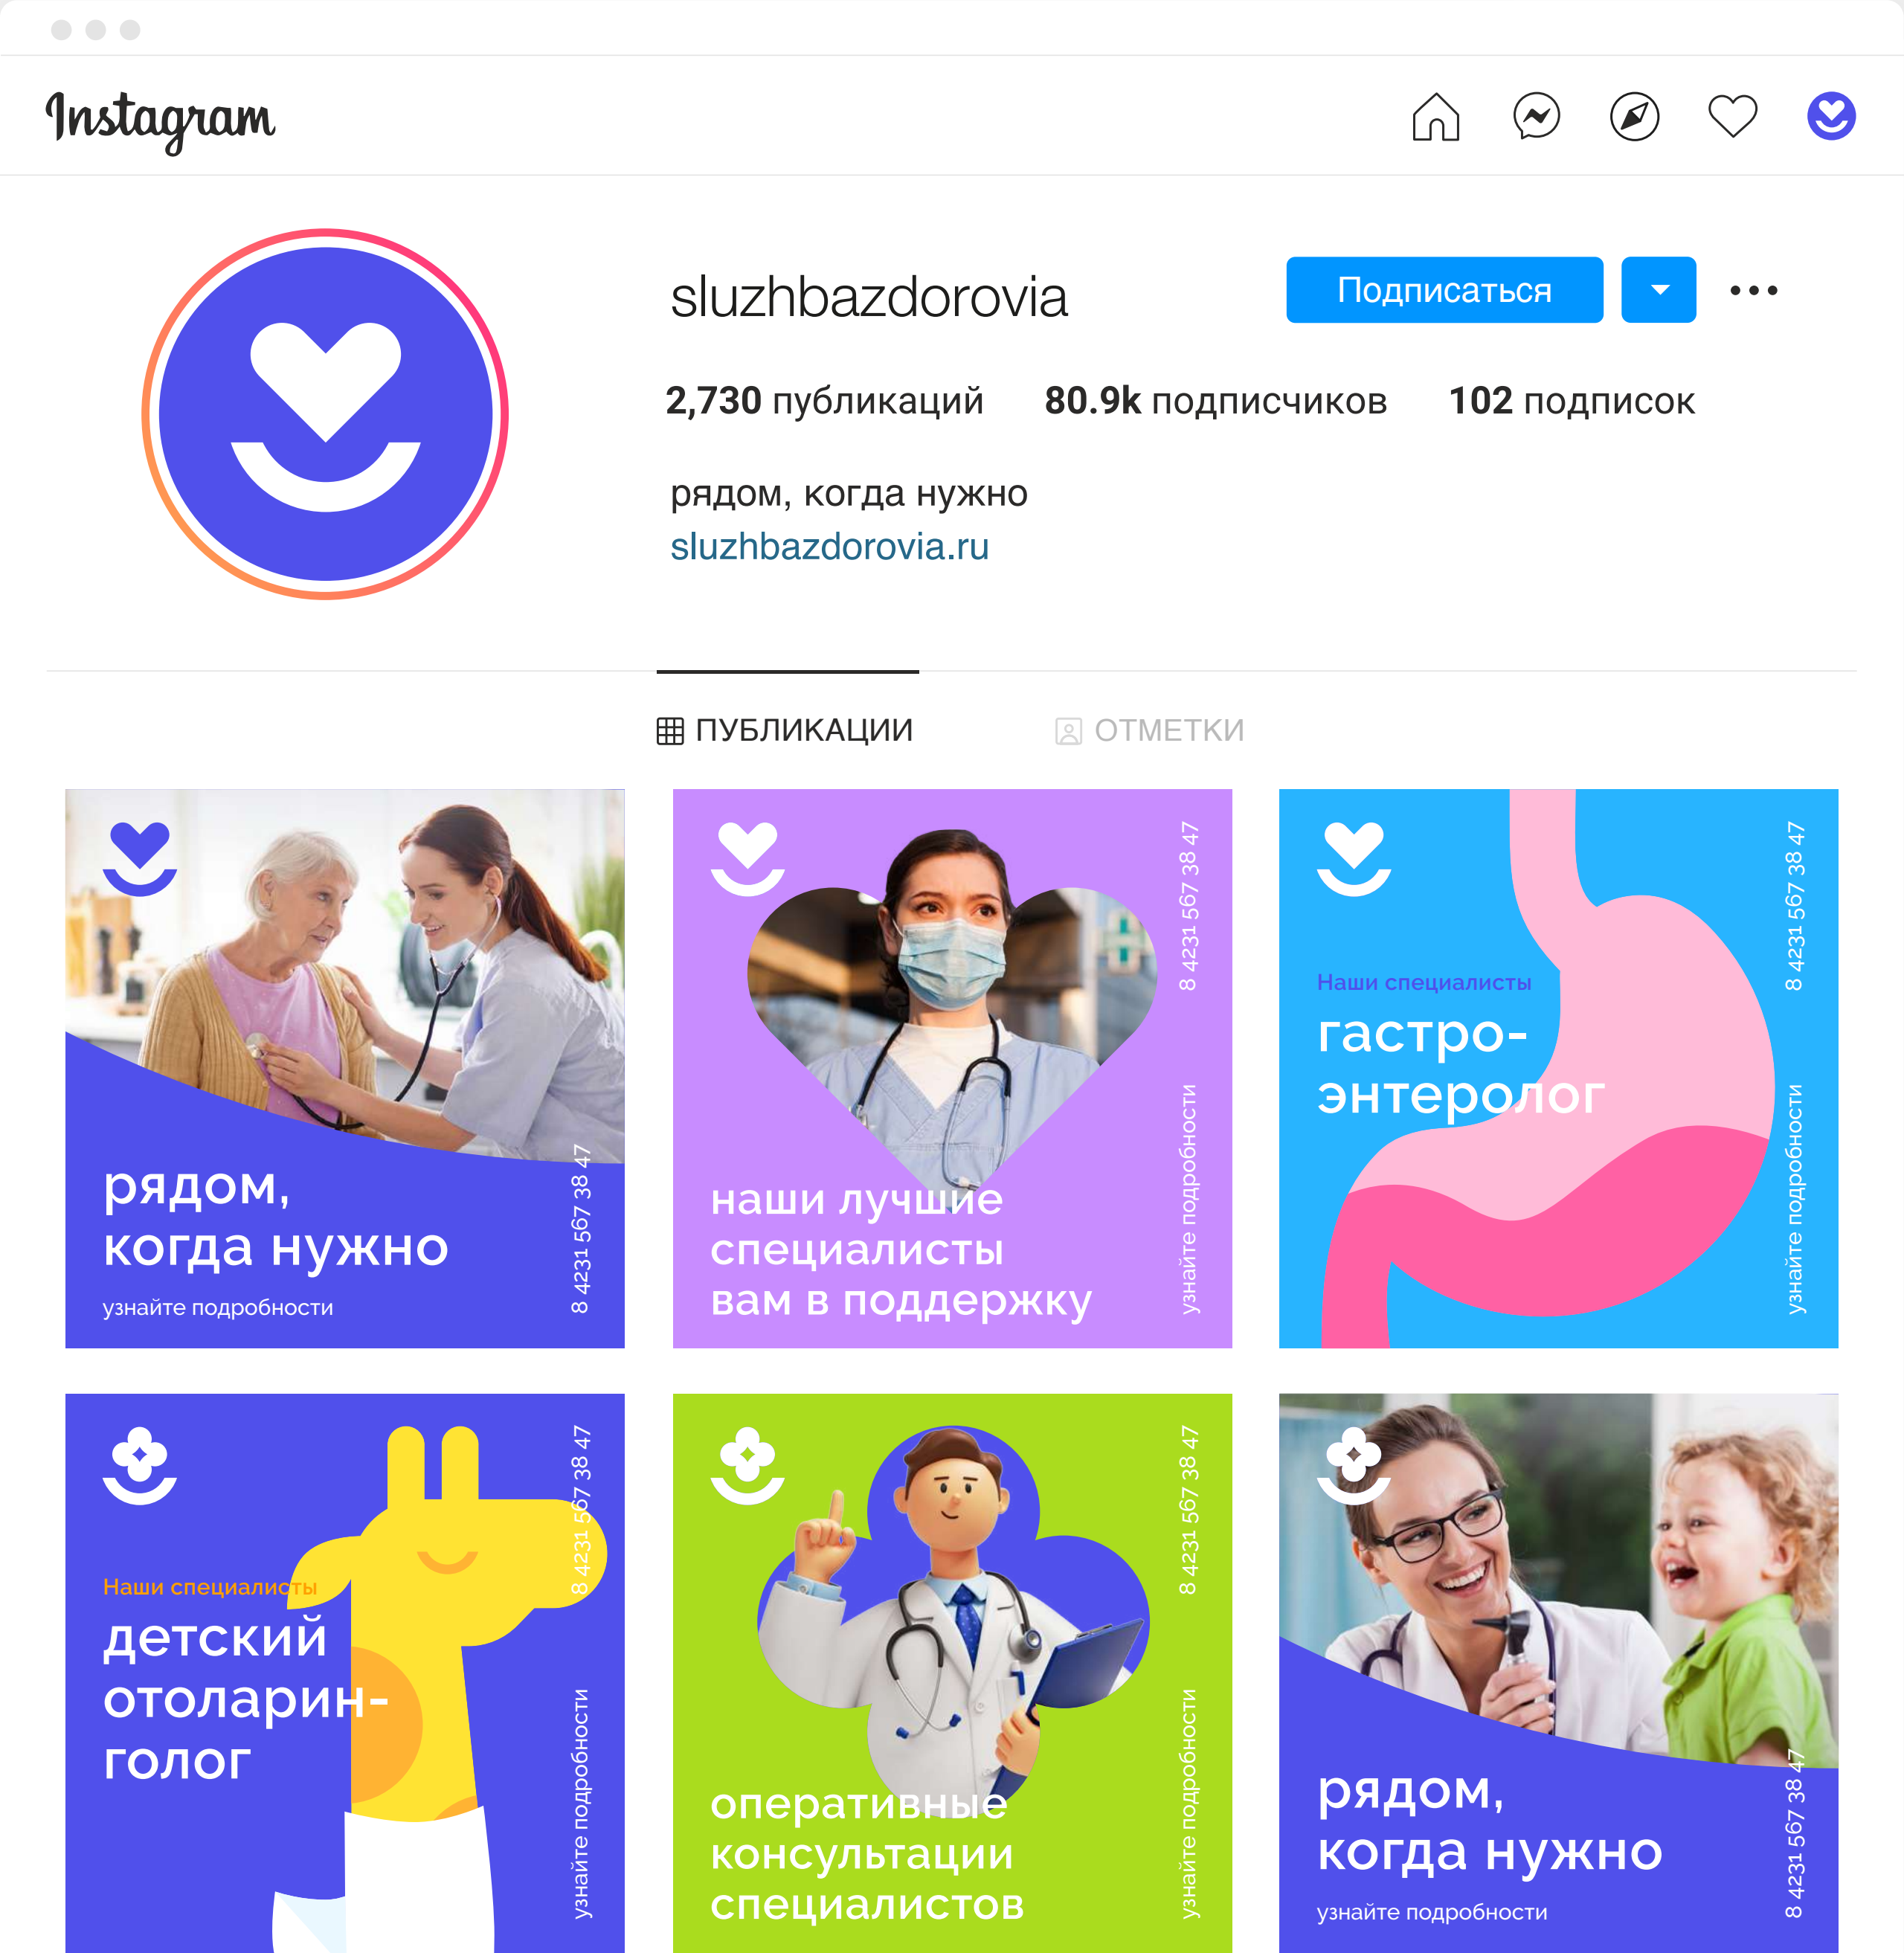 Instagram
sluzhbazdorovia
Подписаться
2,730 публикаций
80.9k подписчиков
102 подписок
рядом, когда нужно
sluzhbazdorovia.ru
ПУБЛИКАЦИИ
ОТМЕТКИ
рядом,
когда нужно
узнайте подробности
8 4231 567 38 47
наши лучшие
специалисты
вам в поддержку
8 4231 567 38 47
узнайте подробности
Наши специалисты
гастро-
энтеролог
8 4231 567 38 47
узнайте подробности
Наши специалисты
детский
отоларин-
голог
8 4231 567 38 47
узнайте подробности
оперативные
консультации
специалистов
8 4231 567 38 47
узнайте подробности
рядом,
когда нужно
узнайте подробности
8 4231 567 38 47